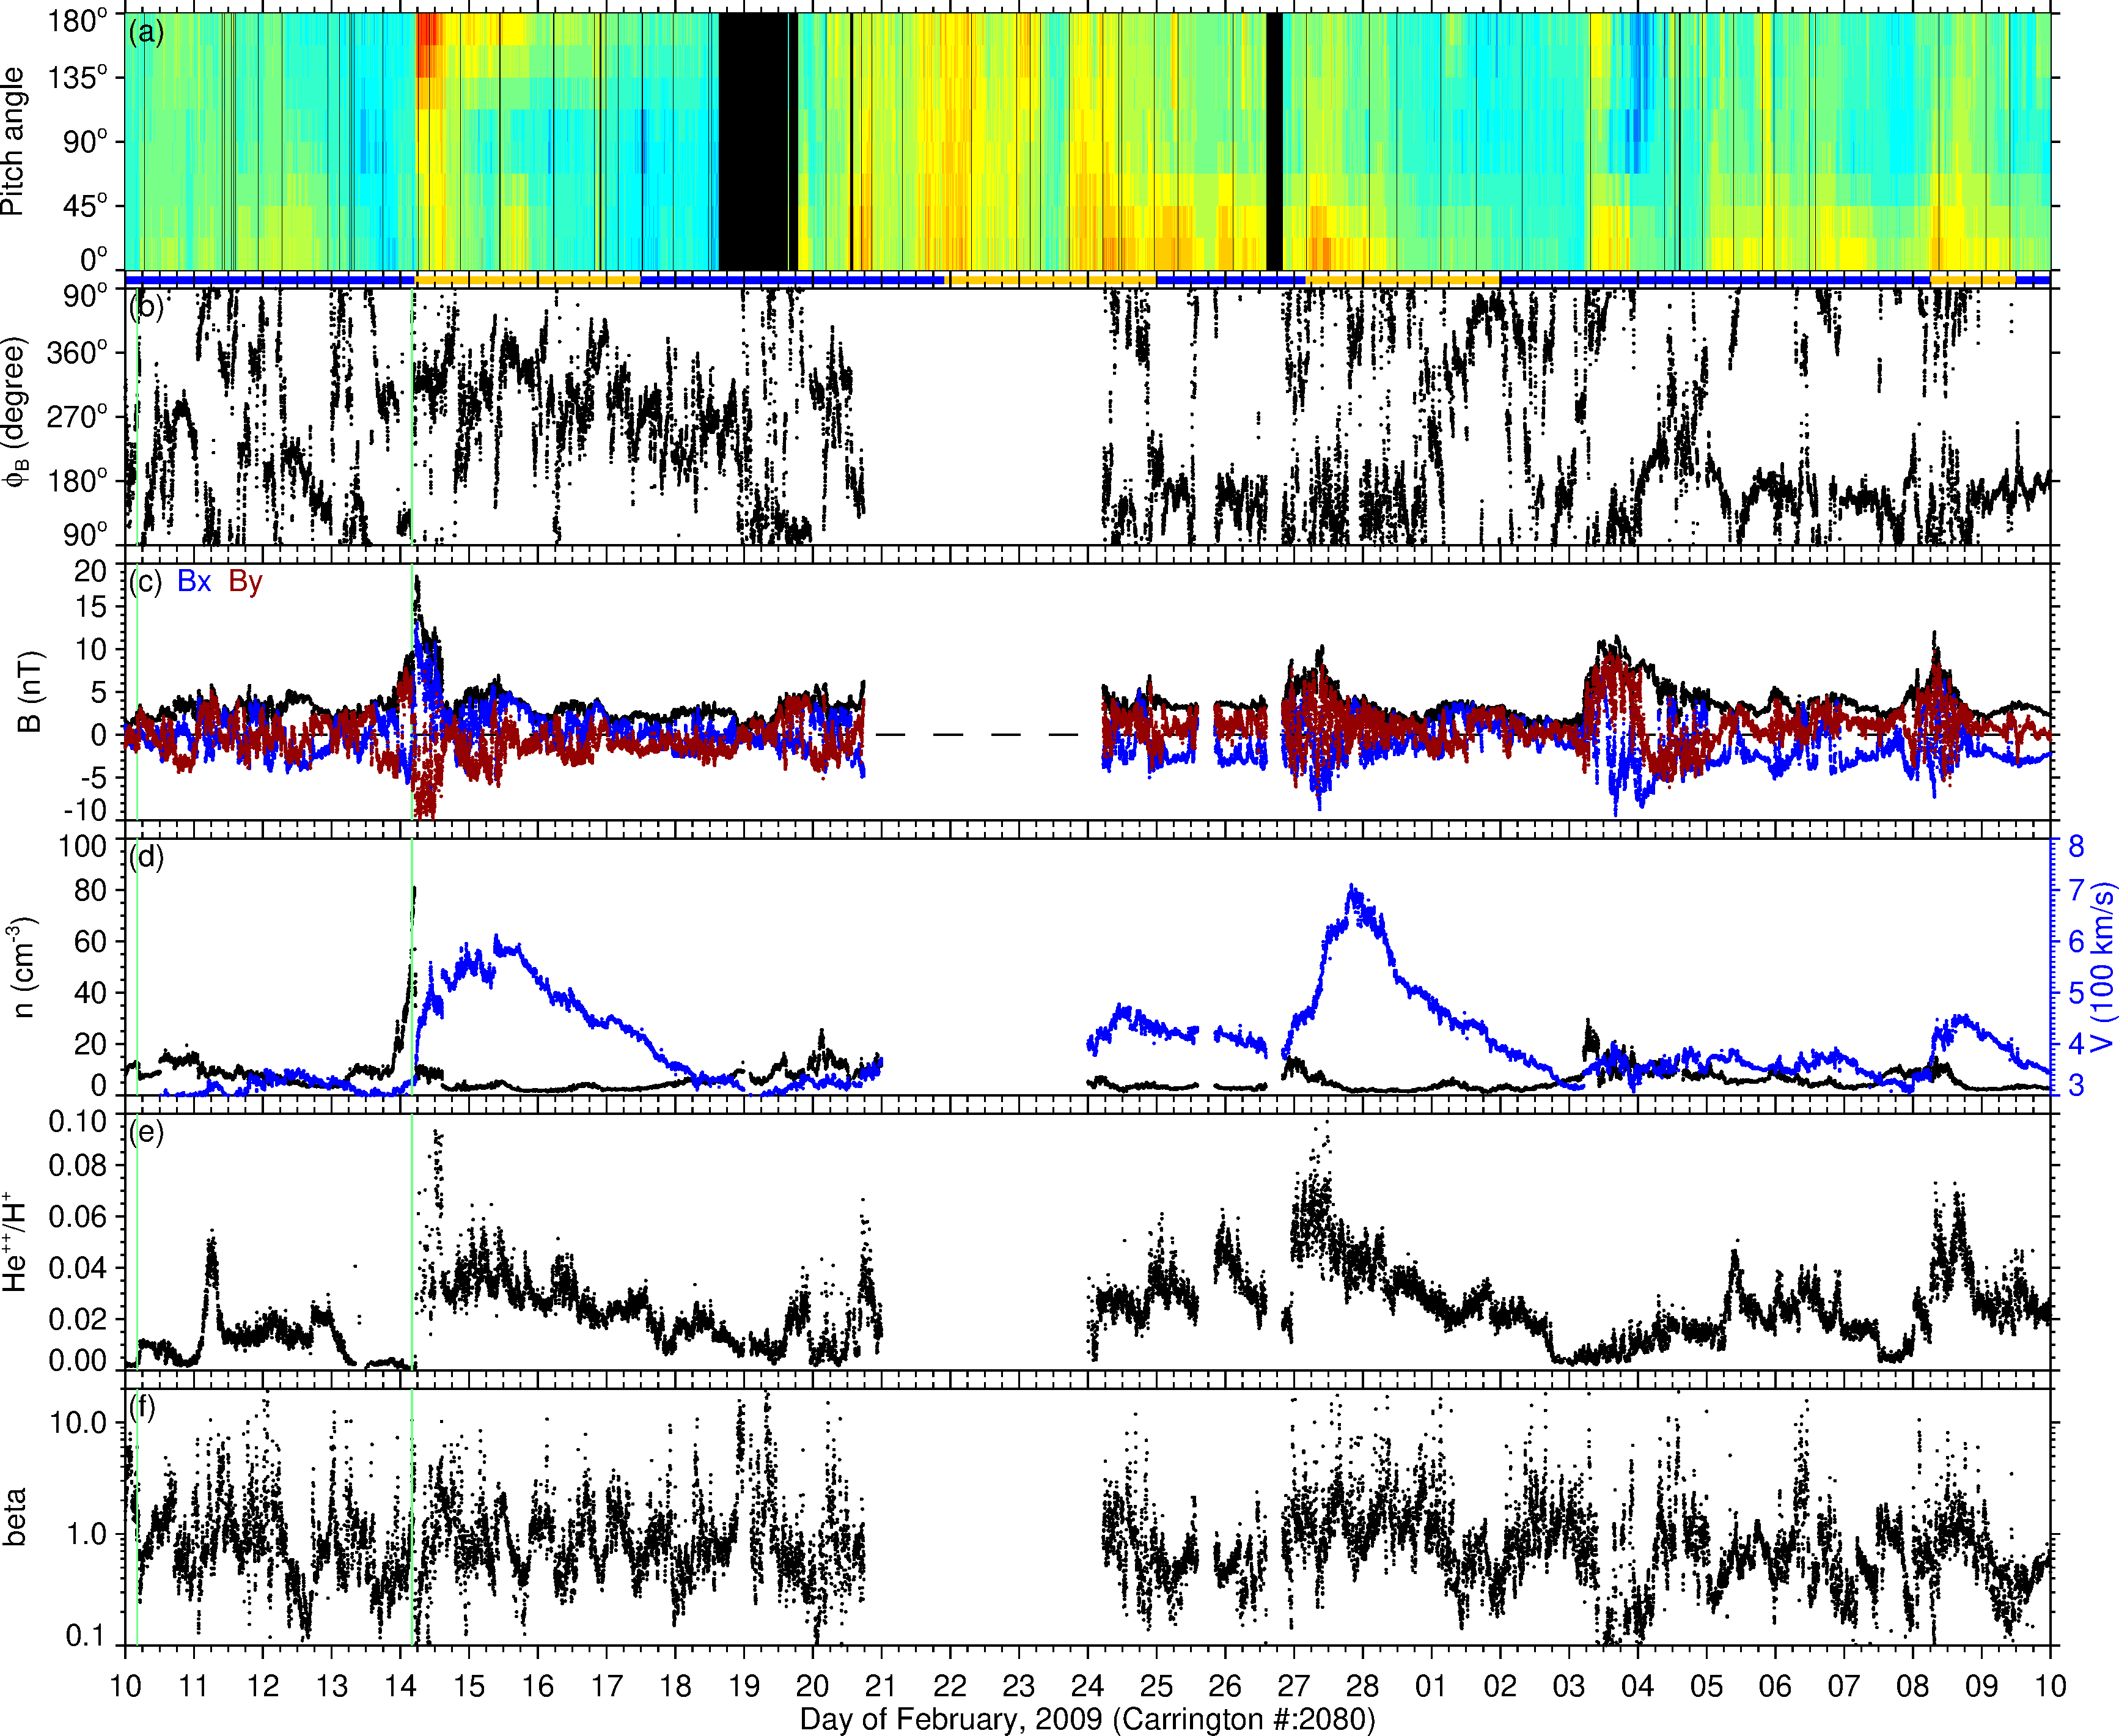 (a)
180°
135°
90°
45°
0°
Pitch angle
(b)
90°
360°
270°
180°
90°
ϕB (degree)
(c) Bx By
20
15
10
5
0
-5
-10
B (nT)
(d)
100
80
60
40
20
0
n (cm-3)
8
7
6
5
4
3
V (100 km/s)
(e)
0.10
0.08
0.06
0.04
0.02
0.00
He++/H+
(f)
10.0
1.0
0.1
beta
10 11 12 13 14 15 16 17 18 19 20 21 22 23 24 25 26 27 28 01 02 03 04 05 06 07 08 09 10
Day of February, 2009 (Carrington #:2080)